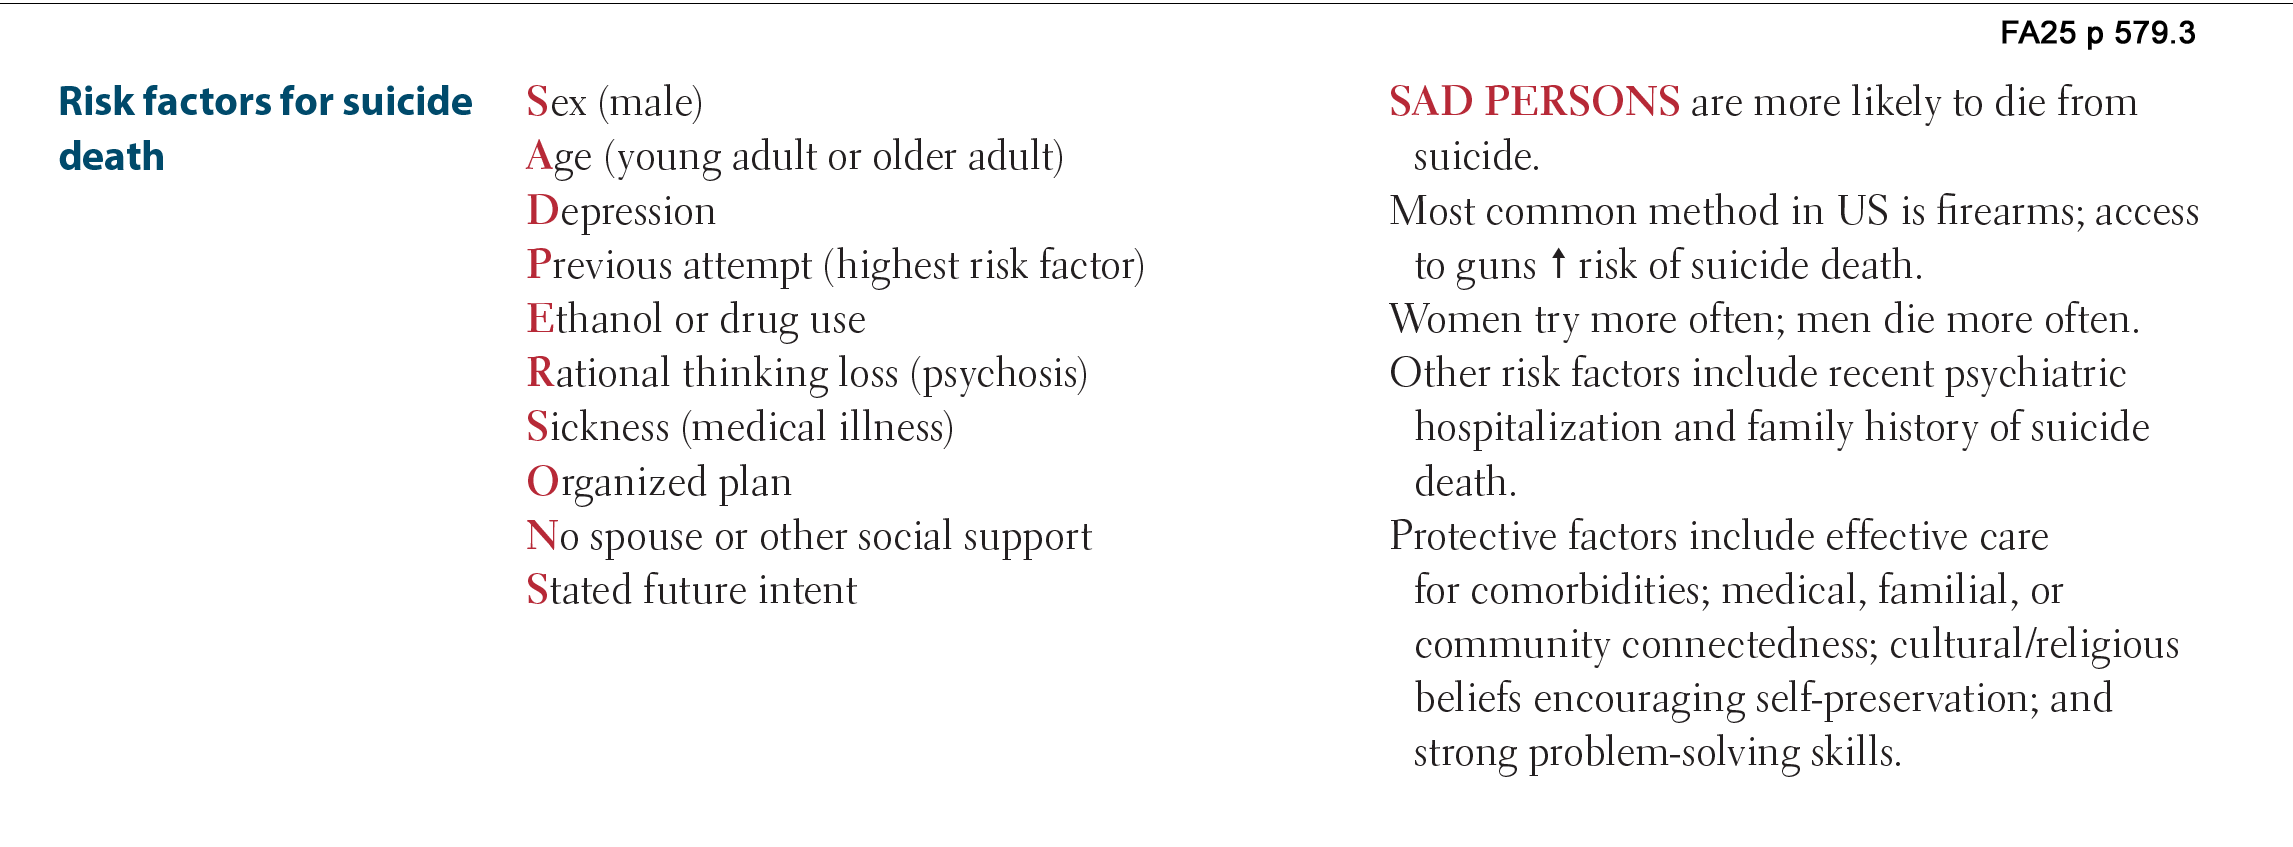 FA25 p 579.3
Risk factors for suicide
death
Sex (male)
Age (young adult or older adult)
Depression
Previous attempt (highest risk factor)
Ethanol or drug use
Rational thinking loss (psychosis)
Sickness (medical illness)
Organized plan
No spouse or other social support
Stated future intent
SAD PERSONS are more likely to die from
suicide.
Most common method in US is firearms; access
to guns ↑ risk of suicide death.
Women try more often; men die more often.
Other risk factors include recent psychiatric
hospitalization and family history of suicide
death.
Protective factors include effective care
for comorbidities; medical, familial, or
community connectedness; cultural/religious
beliefs encouraging self-preservation; and
strong problem-solving skills.